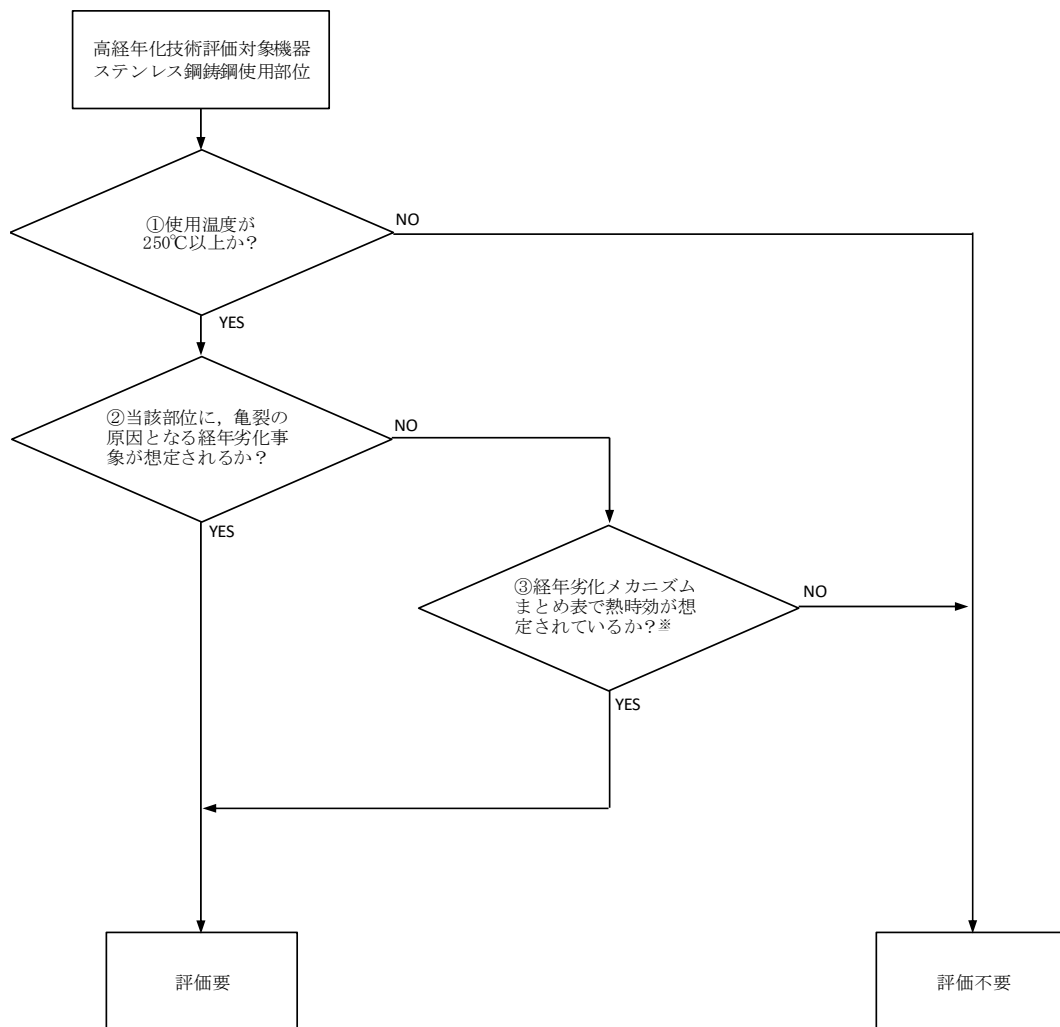 高経年化技術評価対象機器
ステンレス鋼鋳鋼使用部位
①使用温度が
250℃以上か？
NO
YES
②当該部位に，亀裂の
原因となる経年劣化事
象が想定されるか？
NO
YES
③経年劣化メカニズム
まとめ表で熱時効が想
定されているか？※
NO
YES
評価要
評価不要